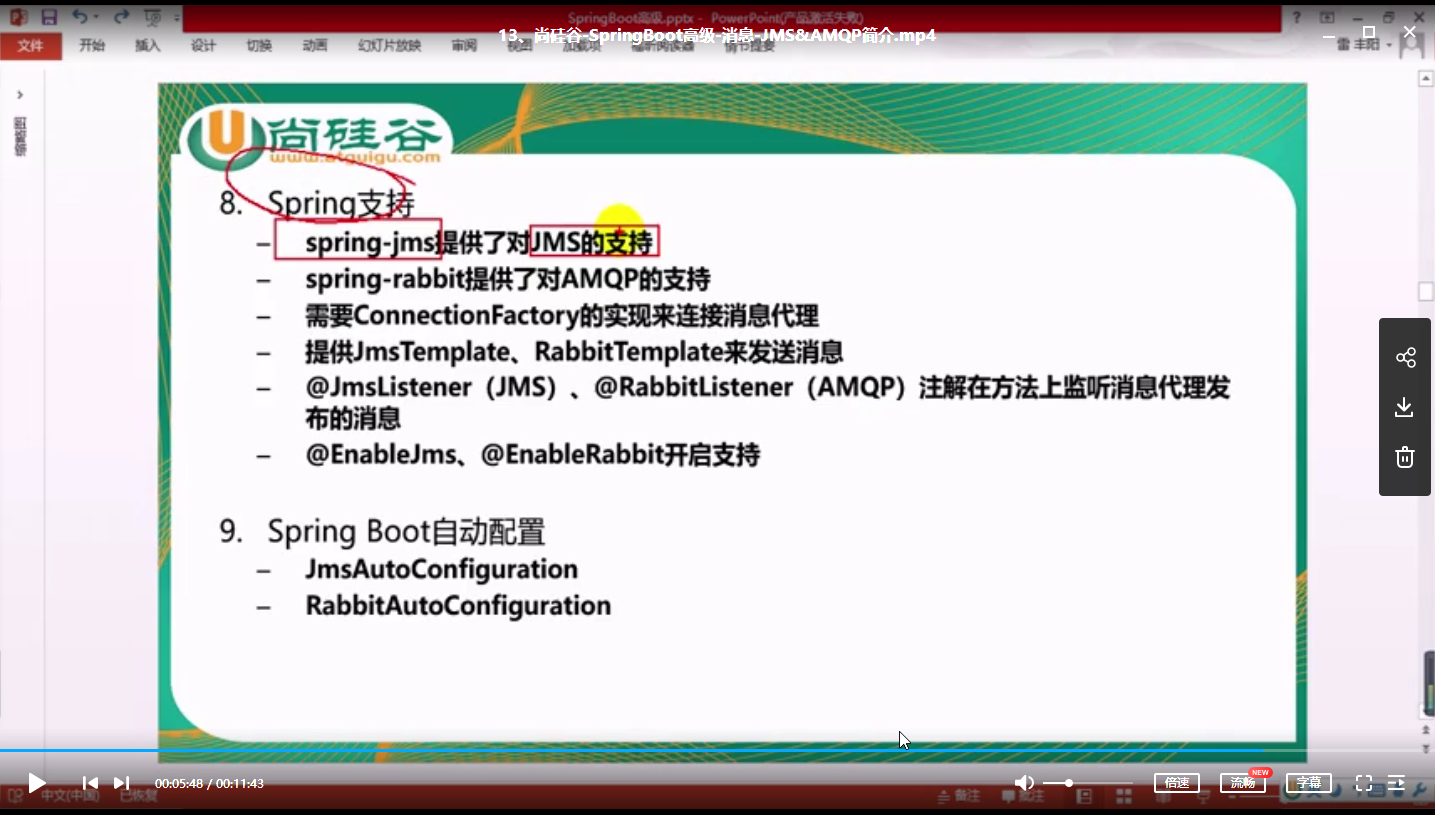 SpringBoot高级.pptx - PowerPoint(产品激活失败)
13、尚硅谷-SpringBoot高级-消息-JMS&AMQP简介.mp4
文件 开始 插入 设计 切换 动画 幻灯片放映 审阅 视图
雷 丰阳
缩略图
尚硅谷
www.atguigu.com
8. Spring支持
– spring-jms提供了对JMS的支持
– spring-rabbit提供了对AMQP的支持
– 需要ConnectionFactory的实现来连接消息代理
– 提供JmsTemplate、RabbitTemplate来发送消息
– @JmsListener（JMS）、@RabbitListener（AMQP）注解在方法上监听消息代理发
布的消息
– @EnableJms、@EnableRabbit开启支持
9. Spring Boot自动配置
– JmsAutoConfiguration
– RabbitAutoConfiguration
00:05:48 / 00:11:43
倍速 流畅 NEW 字幕
中文(中国) 已恢复 备注 批注